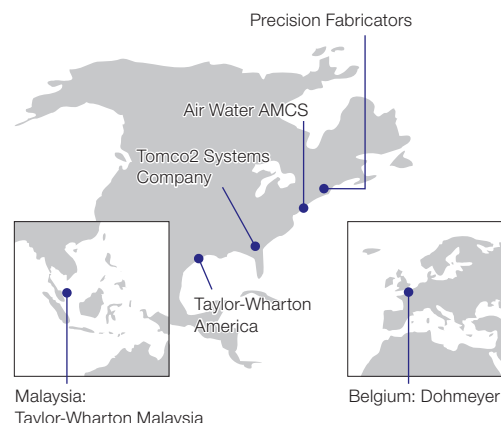 Precision Fabricators
Air Water AMCS
Tomco2 Systems
Company
Taylor-Wharton
America
Malaysia:
Taylor-Wharton Malaysia
Belgium: Dohmeyer